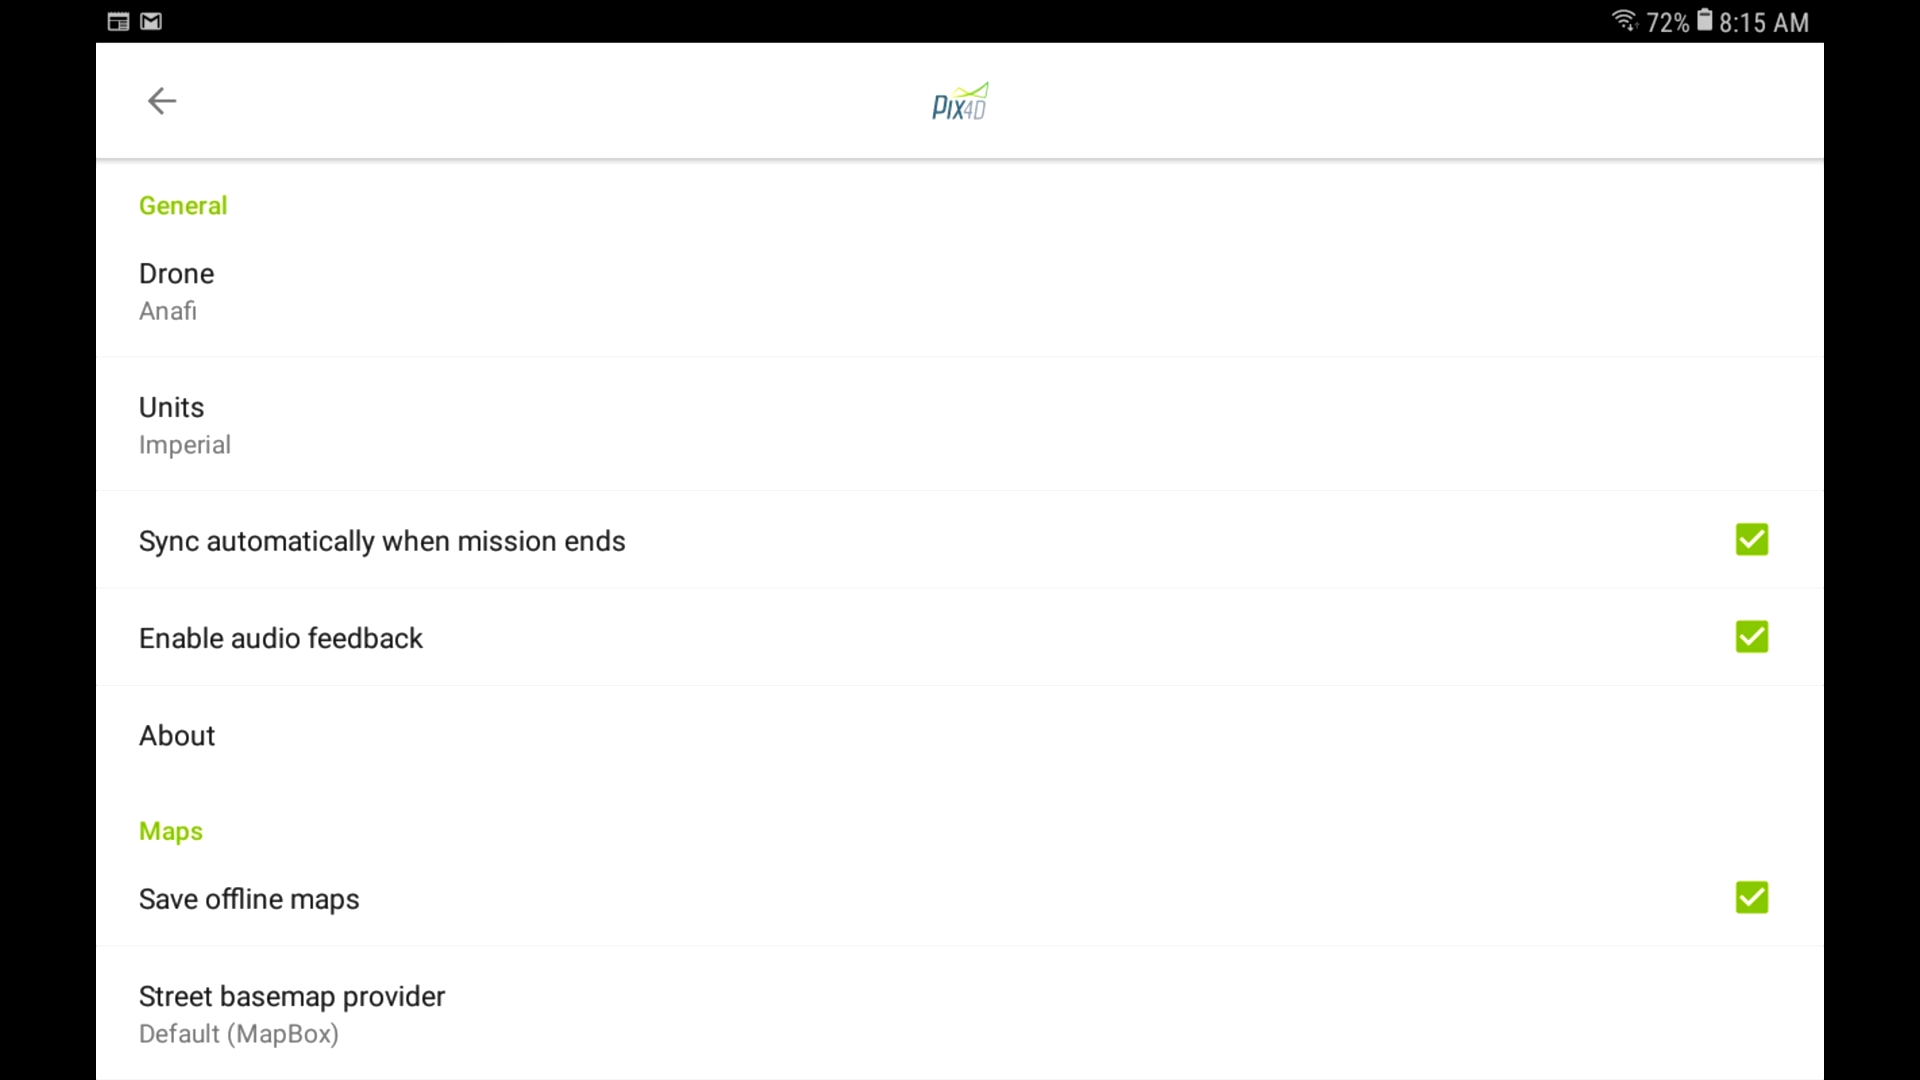 72% 8:15 AM
PIX4D
General
Drone
Anafi
Units
Imperial
Sync automatically when mission ends
Enable audio feedback
About
Maps
Save offline maps
Street basemap provider
Default (MapBox)